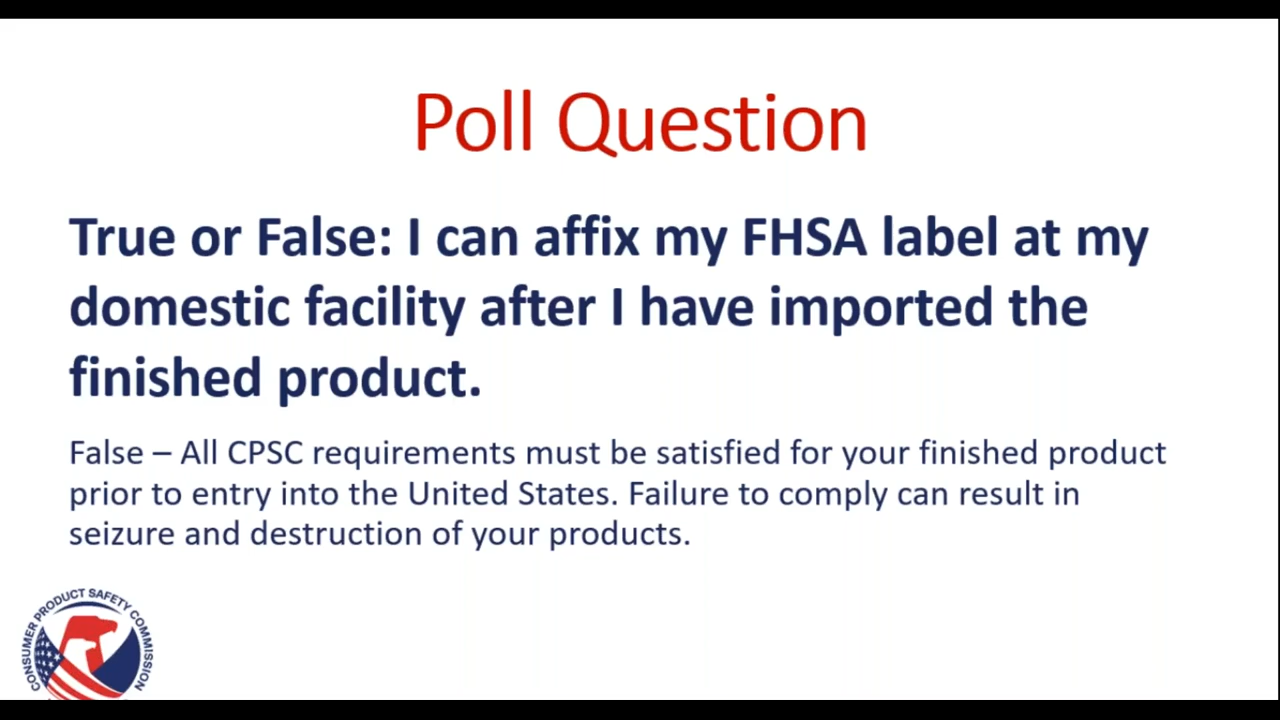 Poll Question
True or False: I can affix my FHSA label at my
domestic facility after I have imported the
finished product.
False – All CPSC requirements must be satisfied for your finished product
prior to entry into the United States. Failure to comply can result in
seizure and destruction of your products.
CONSUMER PRODUCT SAFETY COMMISSION